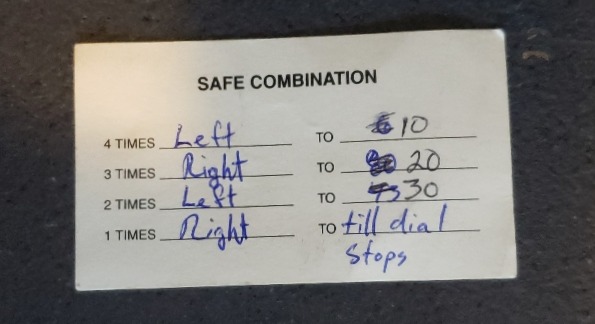 SAFE COMBINATION
4 TIMES Left TO 10
3 TIMES Right TO 20
2 TIMES Left TO 30
1 TIMES Right TO till dial
stops